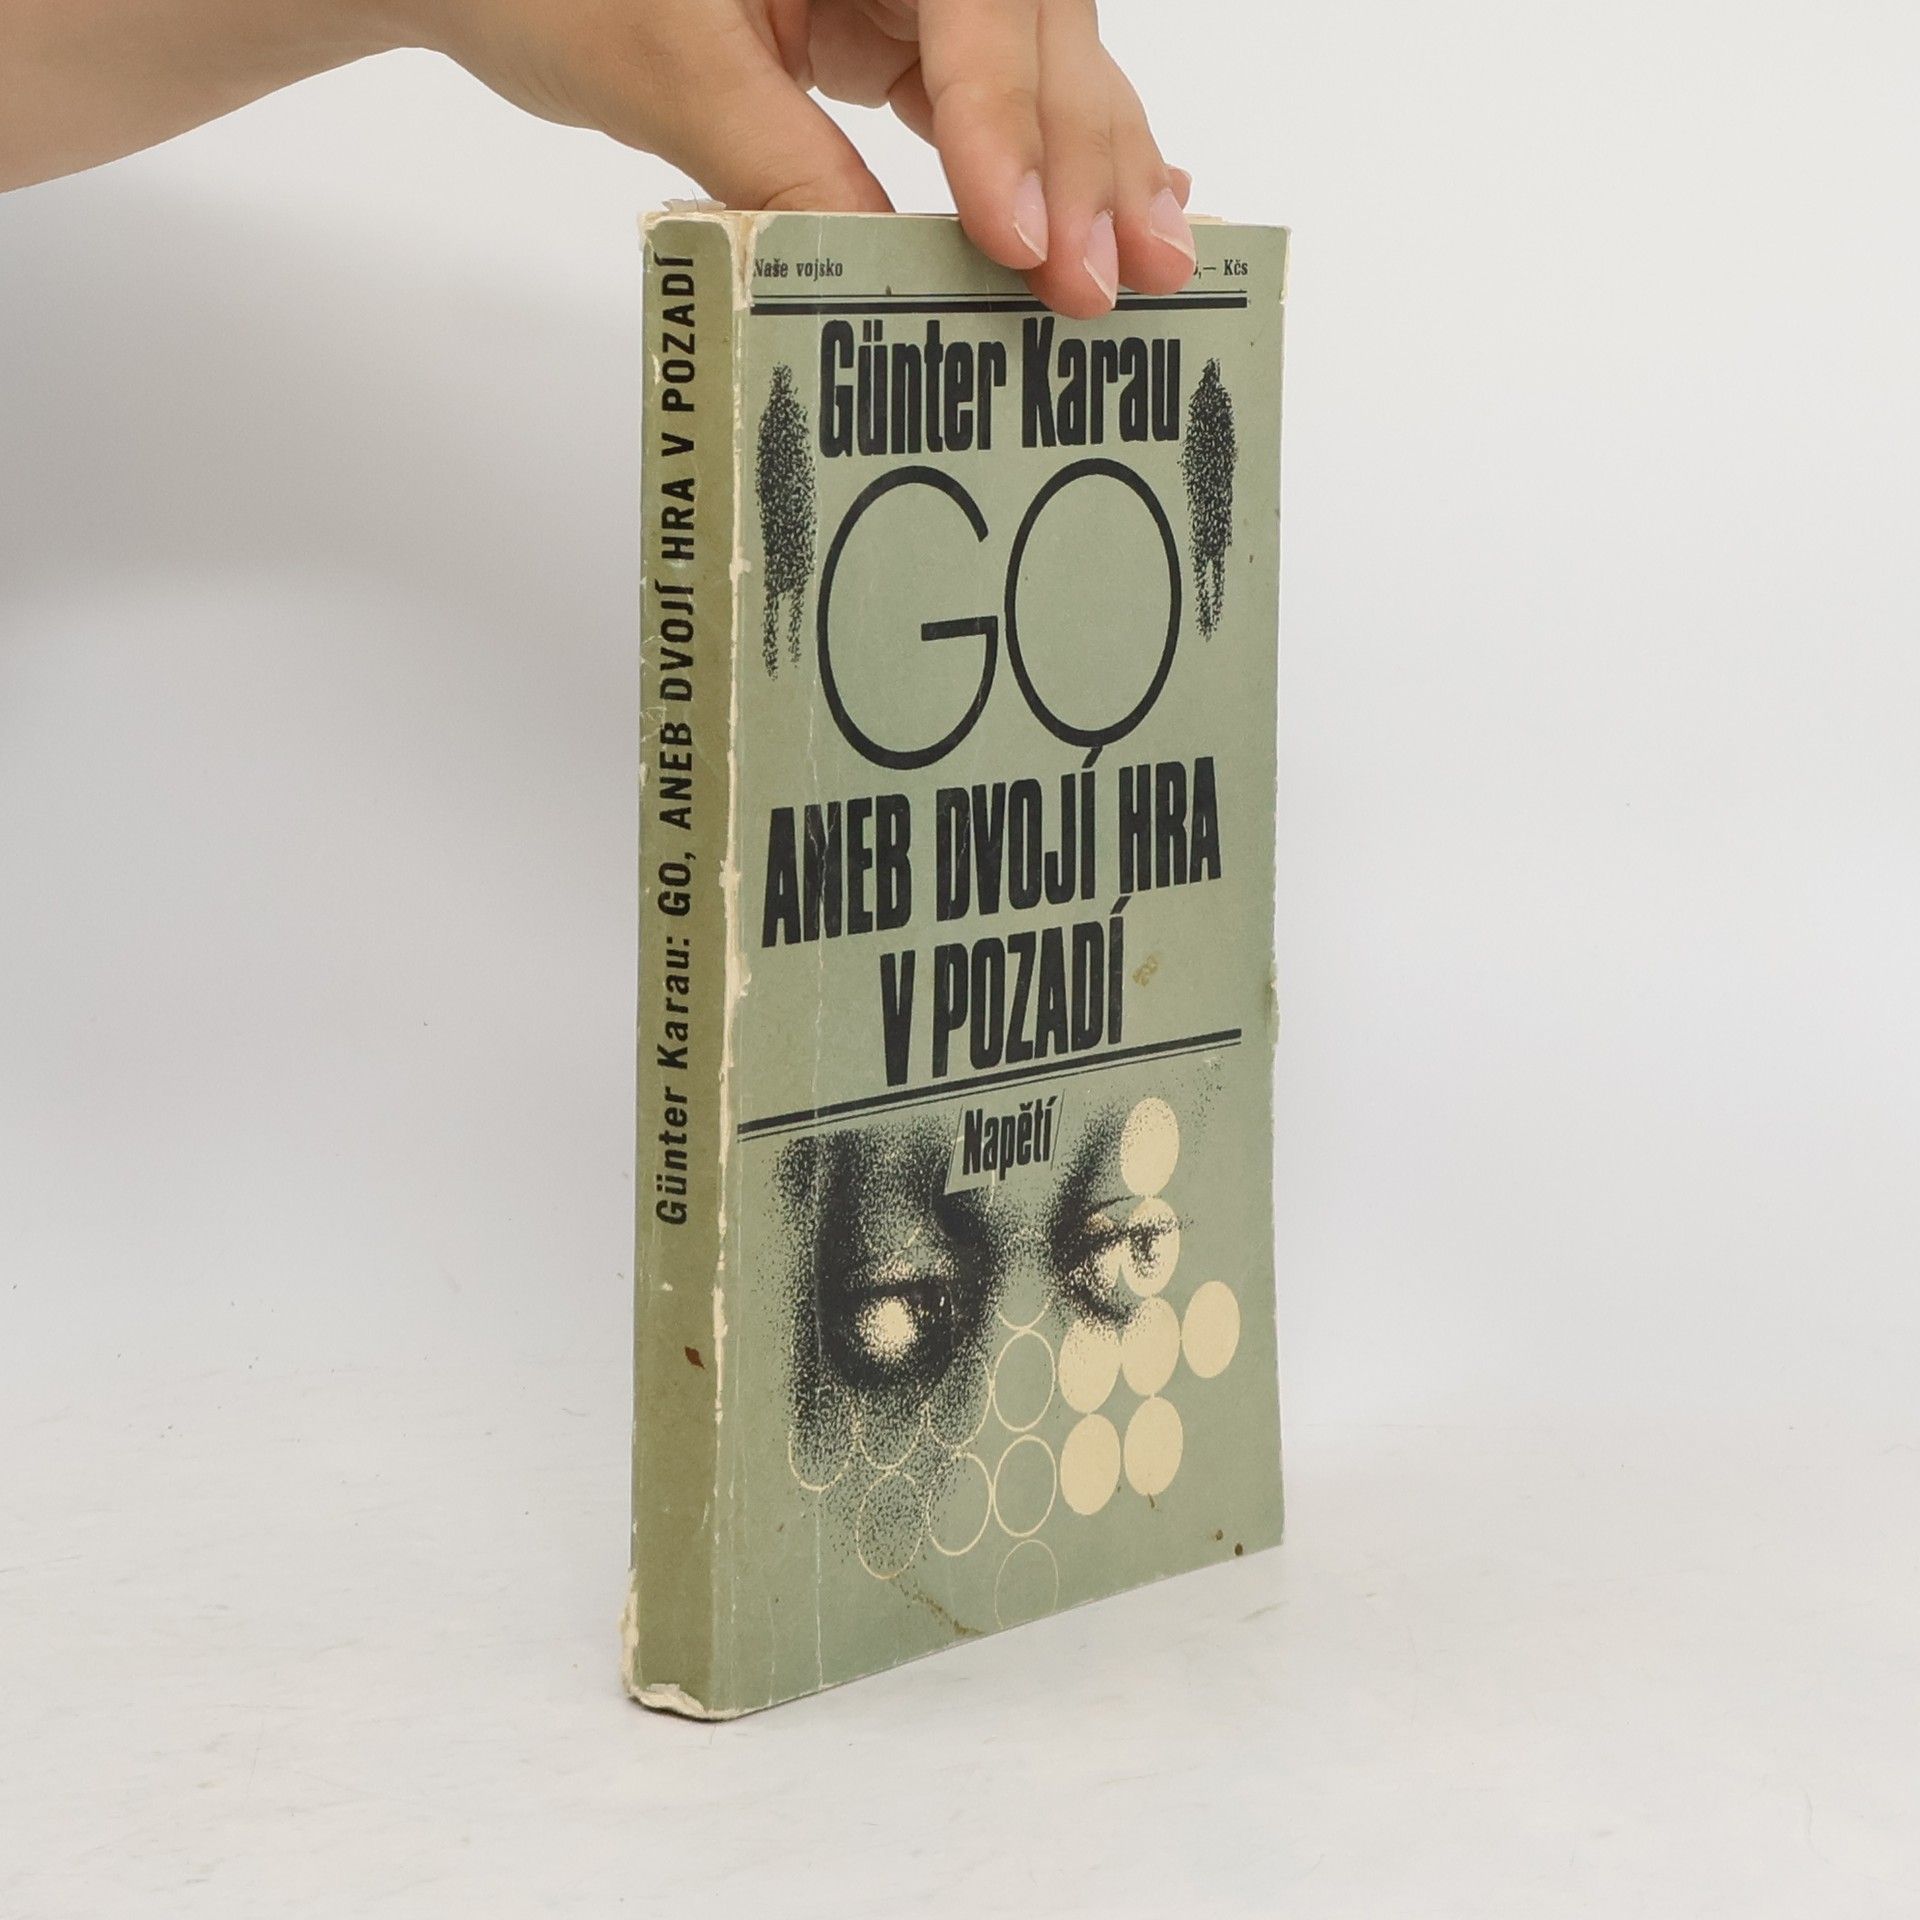 Günter Karau: GO, ANEB DVOJÍ HRA V POZADÍ
Naše vojsko
,— Kčs
Günter Karau
GO
ANEB DVOJÍ HRA
V POZADÍ
Napětí